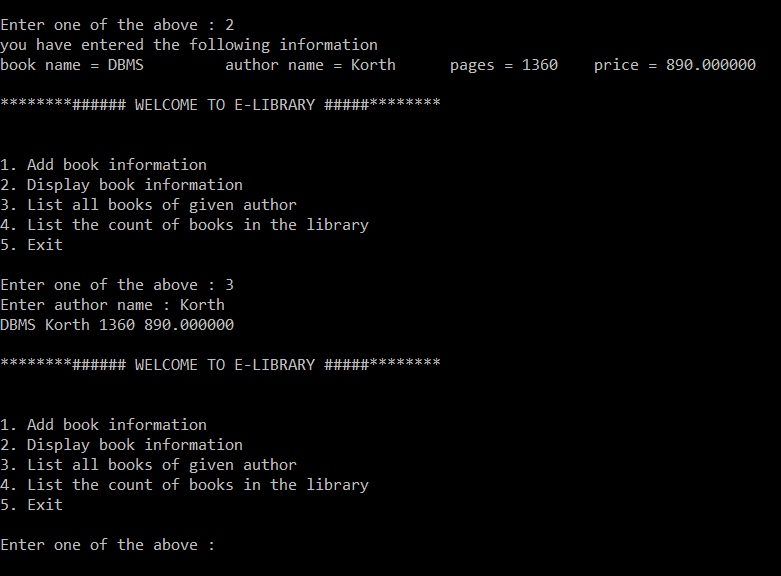 Enter one of the above : 2
you have entered the following information
book name = DBMS         author name = Korth      pages = 1360    price = 890.000000
********###### WELCOME TO E-LIBRARY #####********
1. Add book information
2. Display book information
3. List all books of given author
4. List the count of books in the library
5. Exit
Enter one of the above : 3
Enter author name : Korth
DBMS Korth 1360 890.000000
********###### WELCOME TO E-LIBRARY #####********
1. Add book information
2. Display book information
3. List all books of given author
4. List the count of books in the library
5. Exit
Enter one of the above :